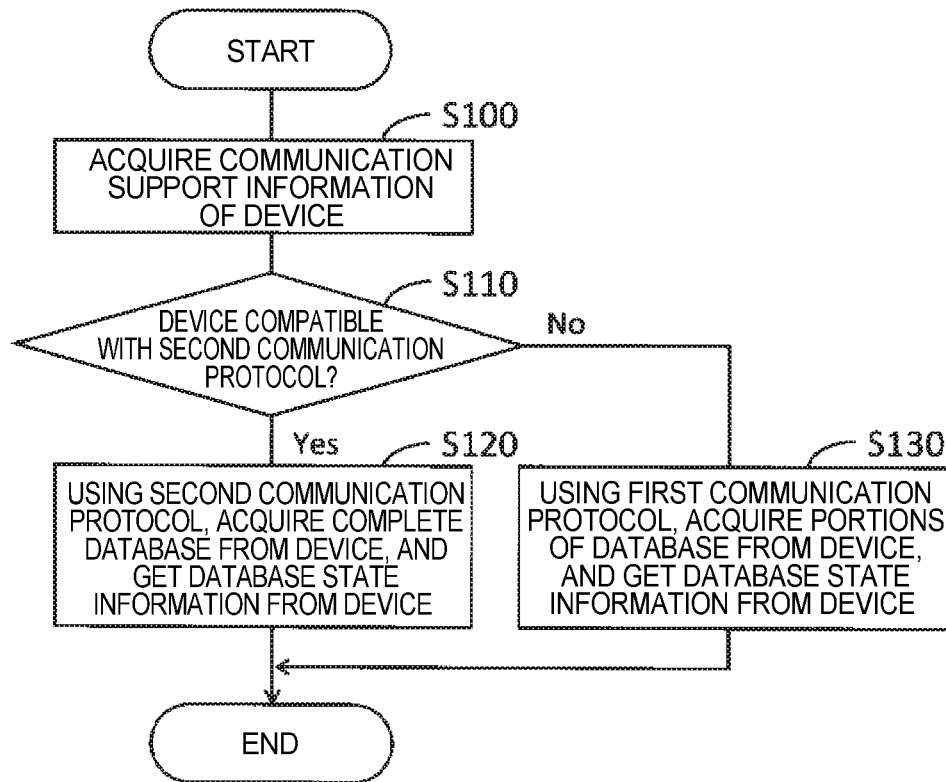 START
S100
ACQUIRE COMMUNICATION
SUPPORT INFORMATION
OF DEVICE
S110
DEVICE COMPATIBLE
WITH SECOND COMMUNICATION
PROTOCOL?
No
Yes
S120
USING SECOND COMMUNICATION
PROTOCOL, ACQUIRE COMPLETE
DATABASE FROM DEVICE, AND
GET DATABASE STATE
INFORMATION FROM DEVICE
S130
USING FIRST COMMUNICATION
PROTOCOL, ACQUIRE PORTIONS
OF DATABASE FROM DEVICE,
AND GET DATABASE STATE
INFORMATION FROM DEVICE
END